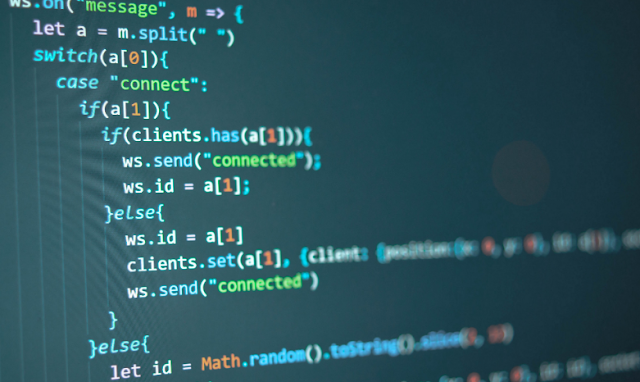 ws.on("message", m => {
let a = m.split(" ")
switch(a[0]){
case "connect":
if(a[1]){
if(clients.has(a[1])){
ws.send("connected");
ws.id = a[1];
}else{
ws.id = a[1]
clients.set(a[1], {client: {position:
ws.send("connected")
}
}else{
let id = Math.random().toString().slice(